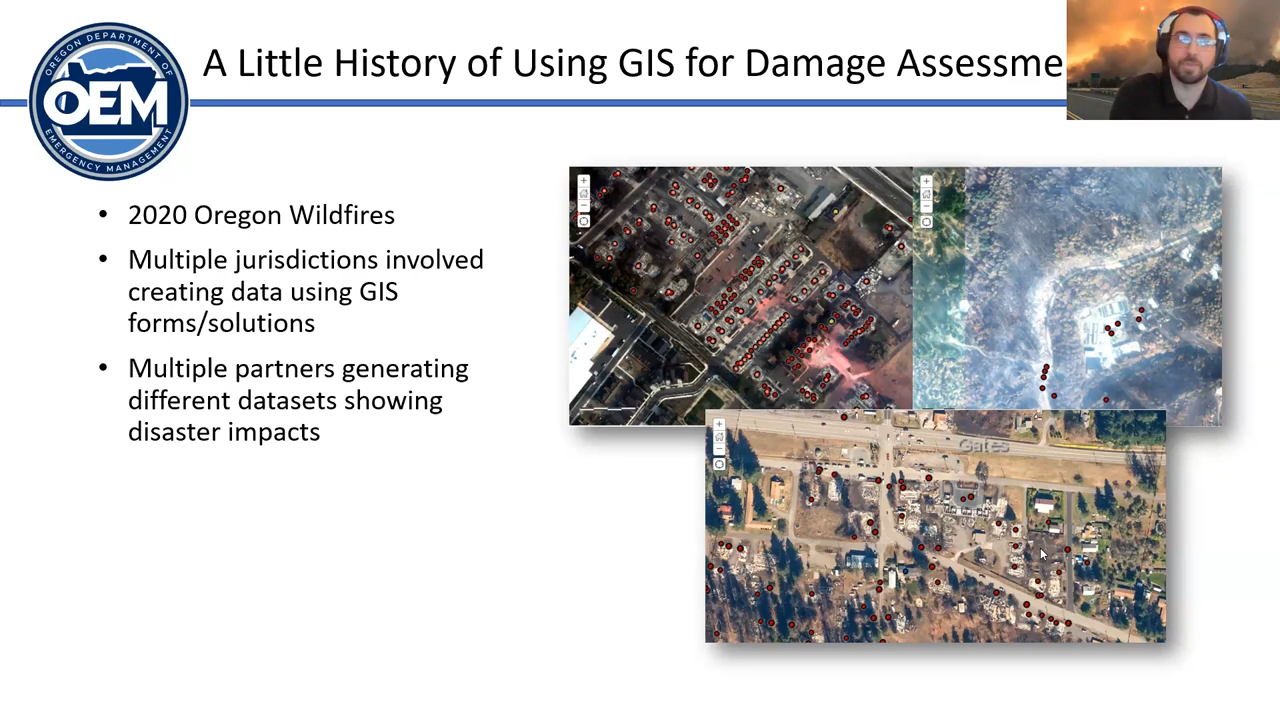 OREGON DEPARTMENT OF
OEM
EMERGENCY MANAGEMENT
A Little History of Using GIS for Damage Assessme
• 2020 Oregon Wildfires
• Multiple jurisdictions involved
creating data using GIS
forms/solutions
• Multiple partners generating
different datasets showing
disaster impacts
Gates